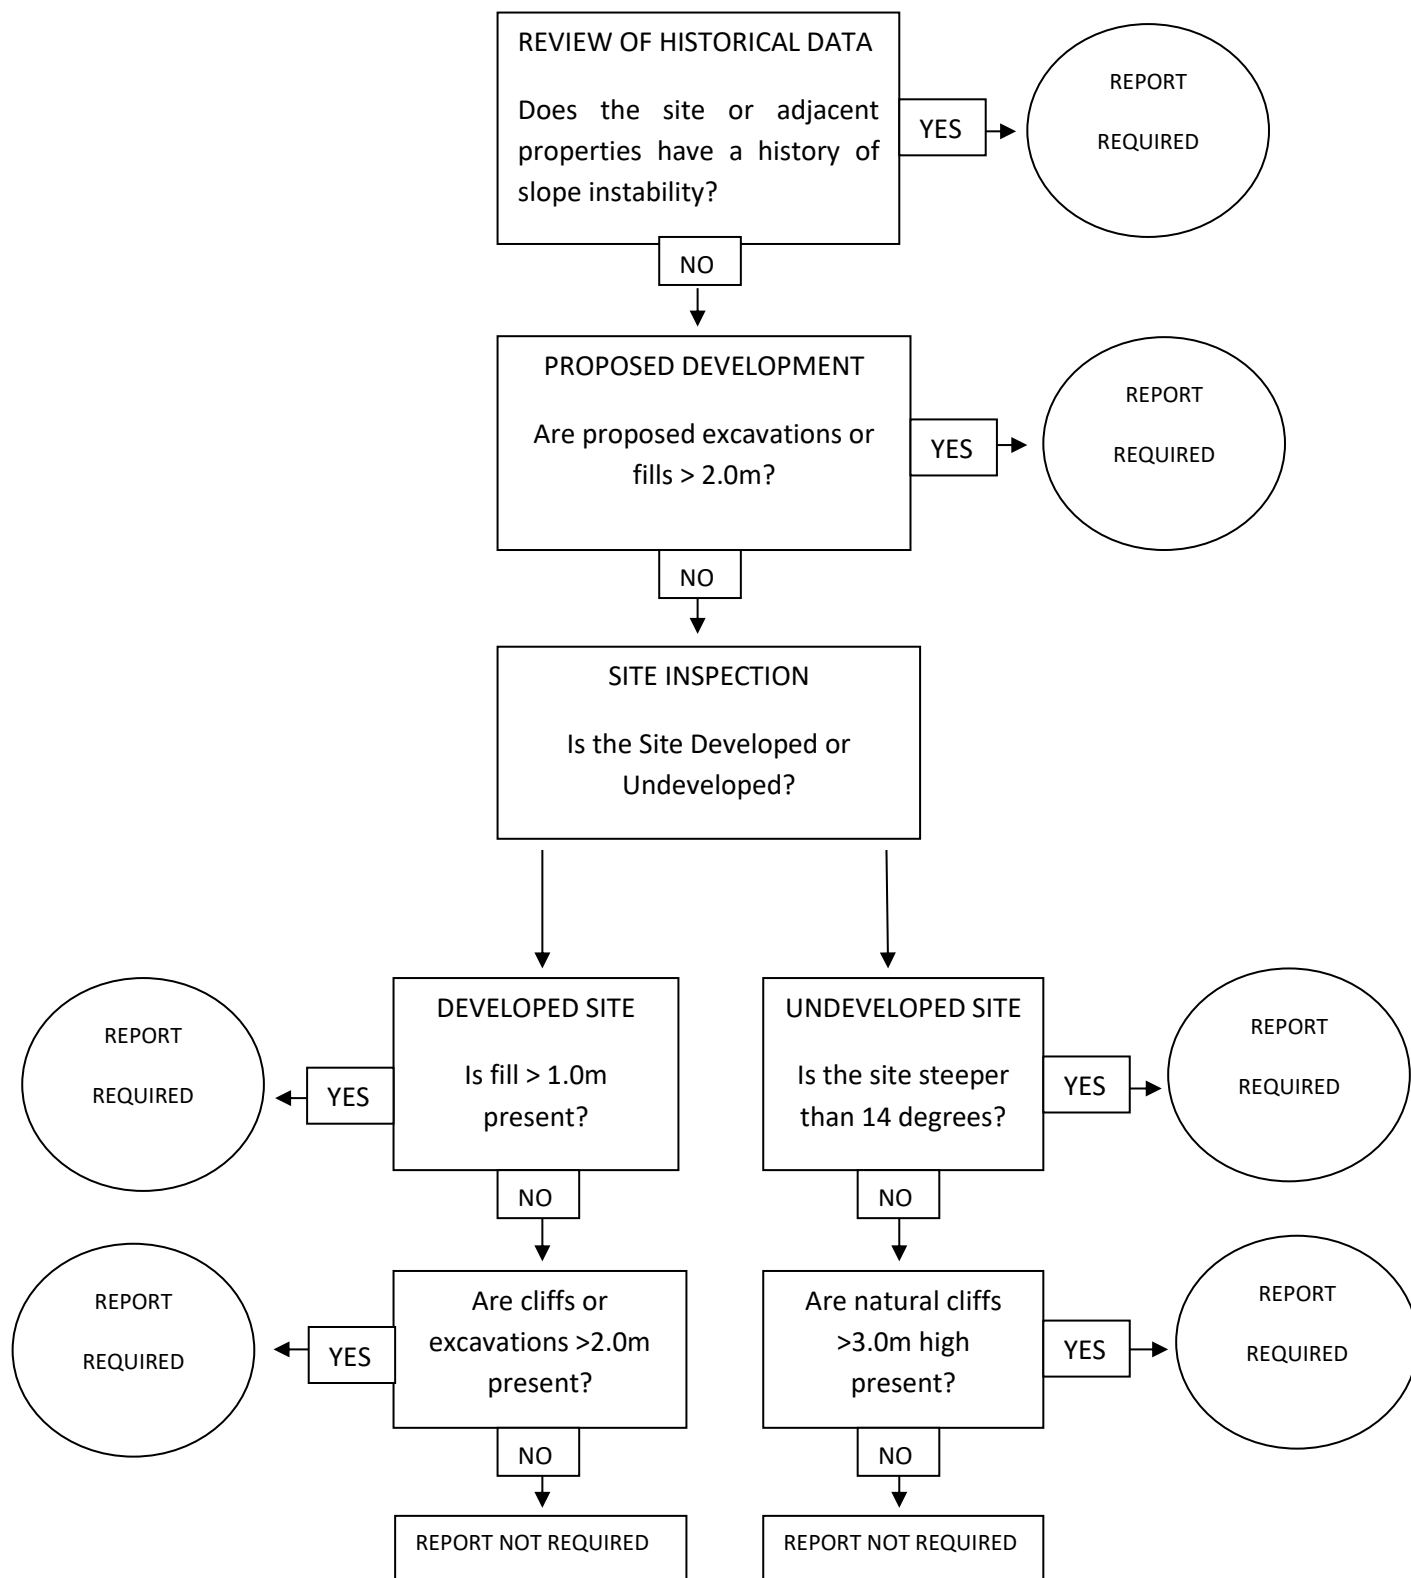 REVIEW OF HISTORICAL DATA
Does the site or adjacent
properties have a history of
slope instability?
YES
REPORT
REQUIRED
NO
PROPOSED DEVELOPMENT
Are proposed excavations or
fills > 2.0m?
YES
REPORT
REQUIRED
NO
SITE INSPECTION
Is the Site Developed or
Undeveloped?
DEVELOPED SITE
Is fill > 1.0m
present?
YES
REPORT
REQUIRED
NO
Are cliffs or
excavations >2.0m
present?
YES
REPORT
REQUIRED
NO
REPORT NOT REQUIRED
UNDEVELOPED SITE
Is the site steeper
than 14 degrees?
YES
REPORT
REQUIRED
NO
Are natural cliffs
>3.0m high
present?
YES
REPORT
REQUIRED
NO
REPORT NOT REQUIRED